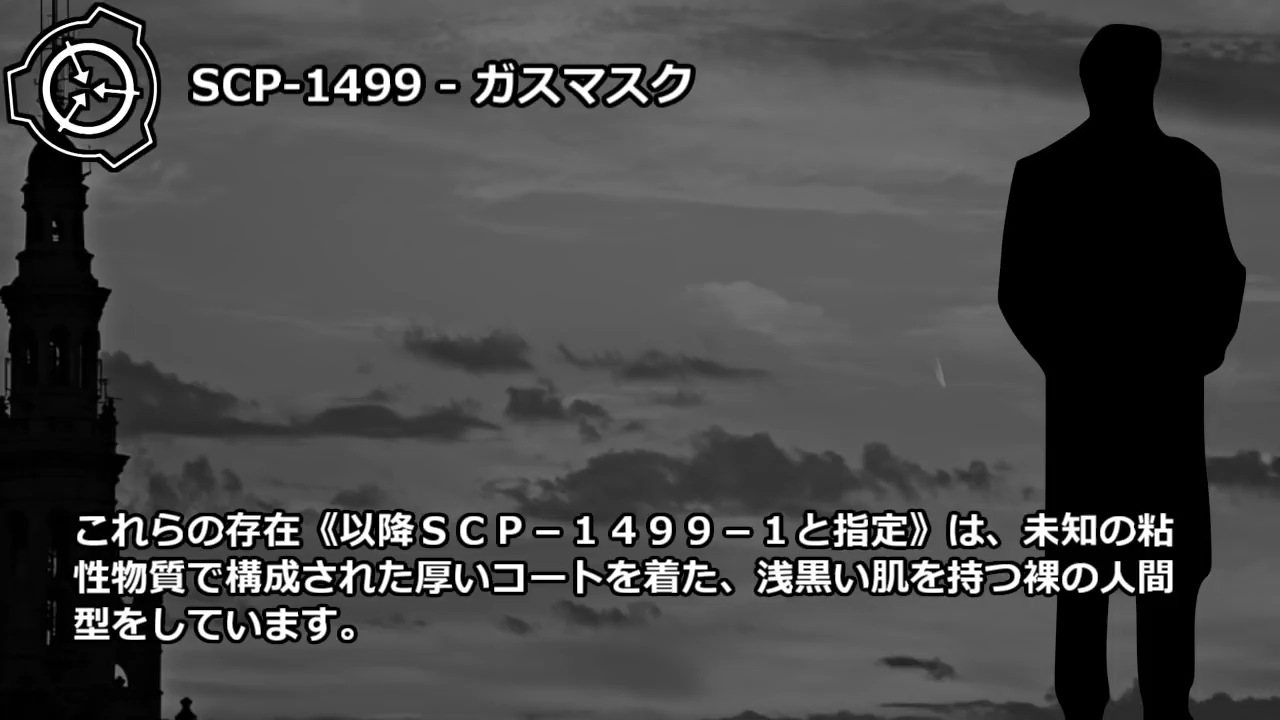 SCP-1499 - ガスマスク
これらの存在《以降ＳＣＰ－１４９９－１と指定》は、未知の粘
性物質で構成された厚いコートを着た、浅黒い肌を持つ裸の人間
型をしています。